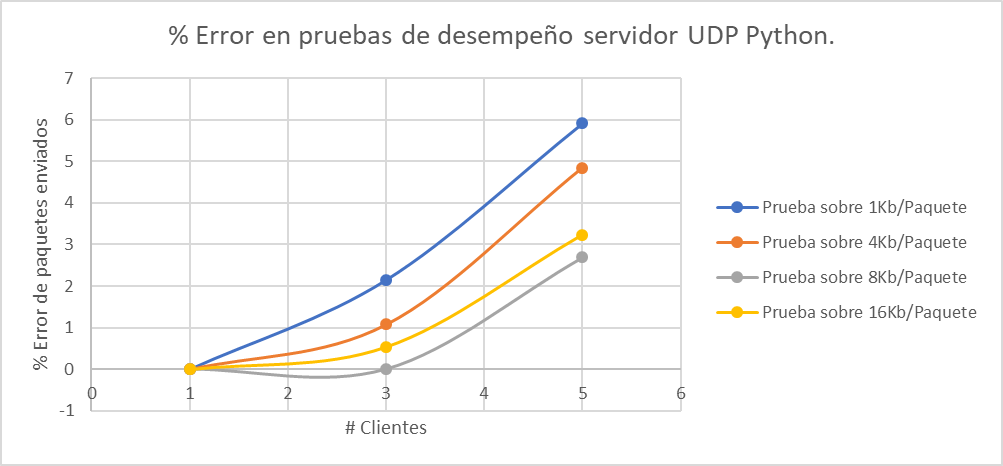 % Error en pruebas de desempeño servidor UDP Python.
% Error de paquetes enviados
7
6
5
4
3
2
1
0
-1
0 1 2 3 4 5 6
# Clientes
Prueba sobre 1Kb/Paquete
Prueba sobre 4Kb/Paquete
Prueba sobre 8Kb/Paquete
Prueba sobre 16Kb/Paquete